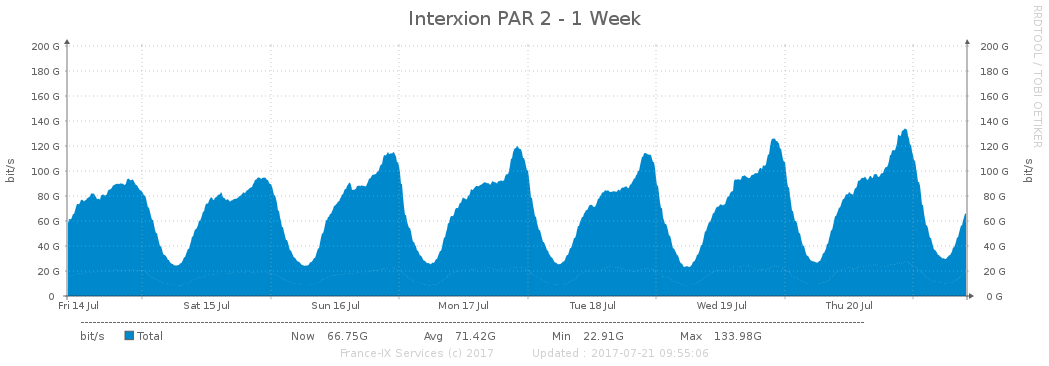 Interxion PAR 2 - 1 Week
RRDTOOL / TOBI OETIKER
bit/s
200 G 200 G
180 G 180 G
160 G 160 G
140 G 140 G
120 G 120 G
100 G 100 G
80 G 80 G
60 G 60 G
40 G 40 G
20 G 20 G
0 0 G
bit/s
Fri 14 Jul Sat 15 Jul Sun 16 Jul Mon 17 Jul Tue 18 Jul Wed 19 Jul Thu 20 Jul
bit/s Total Now 66.75G Avg 71.42G Min 22.91G Max 133.98G
France-IX Services (c) 2017 Updated : 2017-07-21 09:55:06